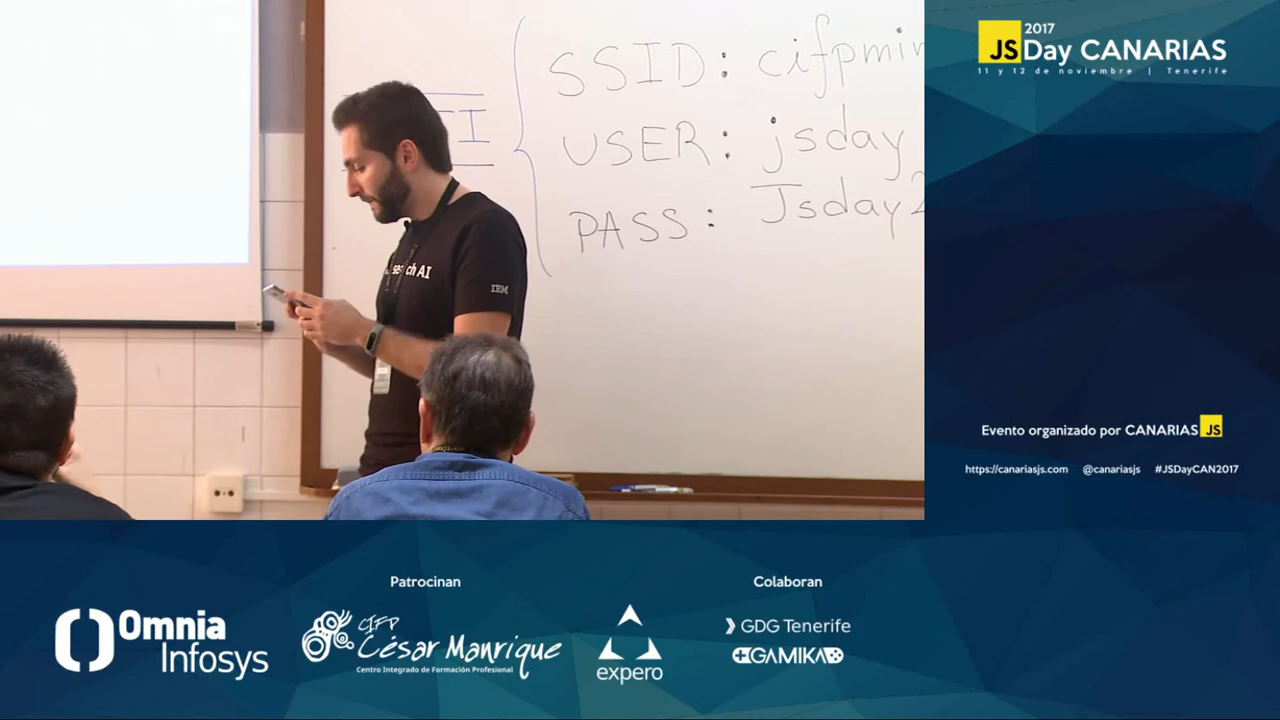 SSID: cifpmin
USER: jsday
PASS: Jsday2
AI
IBM
2017
JSDay CANARIAS
11 y 12 de noviembre | Tenerife
Evento organizado por CANARIAS JS
https://canariasjs.com @canariasjs #JSDayCAN2017
Patrocinan
Colaboran
Omnia
Infosys
CIFP
César Manrique
Centro Integrado de Formación Profesional
expero
GDG Tenerife
GAMIKA